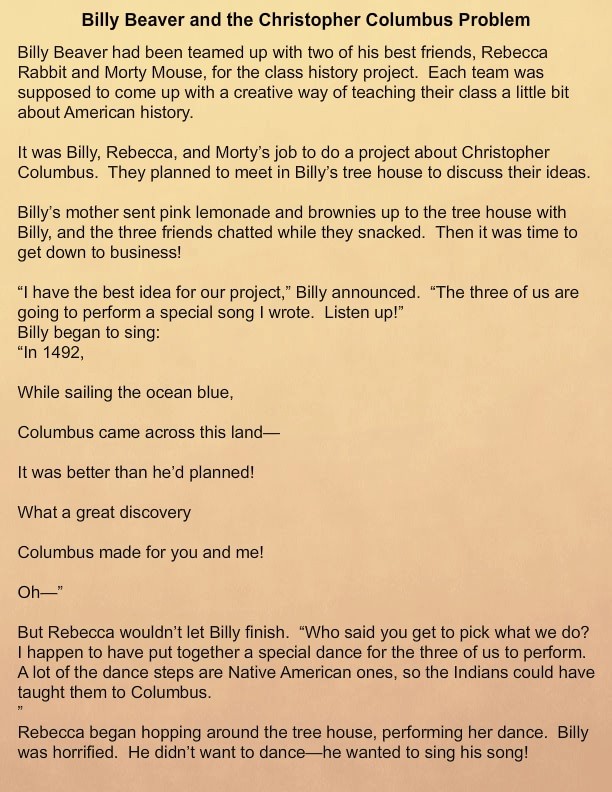 Billy Beaver and the Christopher Columbus Problem
Billy Beaver had been teamed up with two of his best friends, Rebecca
Rabbit and Morty Mouse, for the class history project.  Each team was
supposed to come up with a creative way of teaching their class a little bit
about American history.
It was Billy, Rebecca, and Morty’s job to do a project about Christopher
Columbus.  They planned to meet in Billy’s tree house to discuss their ideas.
Billy’s mother sent pink lemonade and brownies up to the tree house with
Billy, and the three friends chatted while they snacked.  Then it was time to
get down to business!
“I have the best idea for our project,” Billy announced.  “The three of us are
going to perform a special song I wrote.  Listen up!”
Billy began to sing:
“In 1492,
While sailing the ocean blue,
Columbus came across this land—
It was better than he’d planned!
What a great discovery
Columbus made for you and me!
Oh—”
But Rebecca wouldn’t let Billy finish.  “Who said you get to pick what we do?
I happen to have put together a special dance for the three of us to perform.
A lot of the dance steps are Native American ones, so the Indians could have
taught them to Columbus.
”
Rebecca began hopping around the tree house, performing her dance.  Billy
was horrified.  He didn’t want to dance—he wanted to sing his song!